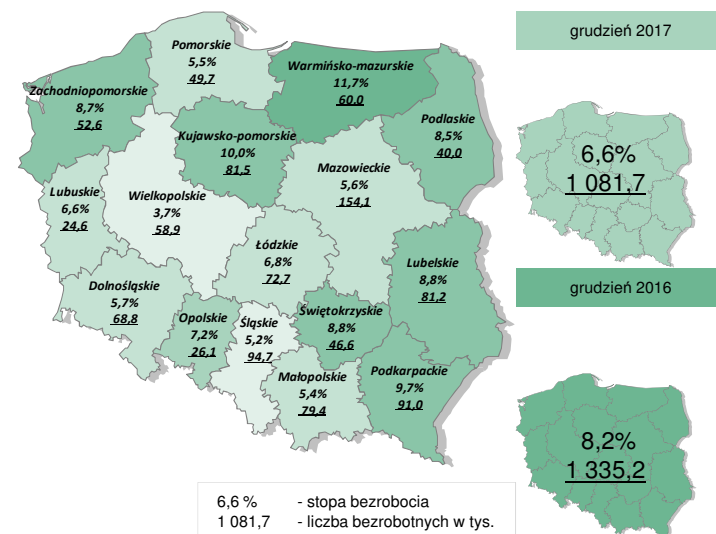 Pomorskie
5,5%
49,7
Warmińsko-mazurskie
11,7%
60,0
Zachodniopomorskie
8,7%
52,6
Podlaskie
8,5%
40,0
Kujawsko-pomorskie
10,0%
81,5
Mazowieckie
5,6%
154,1
Lubuskie
6,6%
24,6
Wielkopolskie
3,7%
58,9
Łódzkie
6,8%
72,7
Lubelskie
8,8%
81,2
Dolnośląskie
5,7%
68,8
Opolskie
7,2%
26,1
Śląskie
5,2%
94,7
Świętokrzyskie
8,8%
46,6
Małopolskie
5,4%
79,4
Podkarpackie
9,7%
91,0
grudzień 2017
6,6%
1 081,7
grudzień 2016
8,2%
1 335,2
6,6 % - stopa bezrobocia
1 081,7 - liczba bezrobotnych w tys.